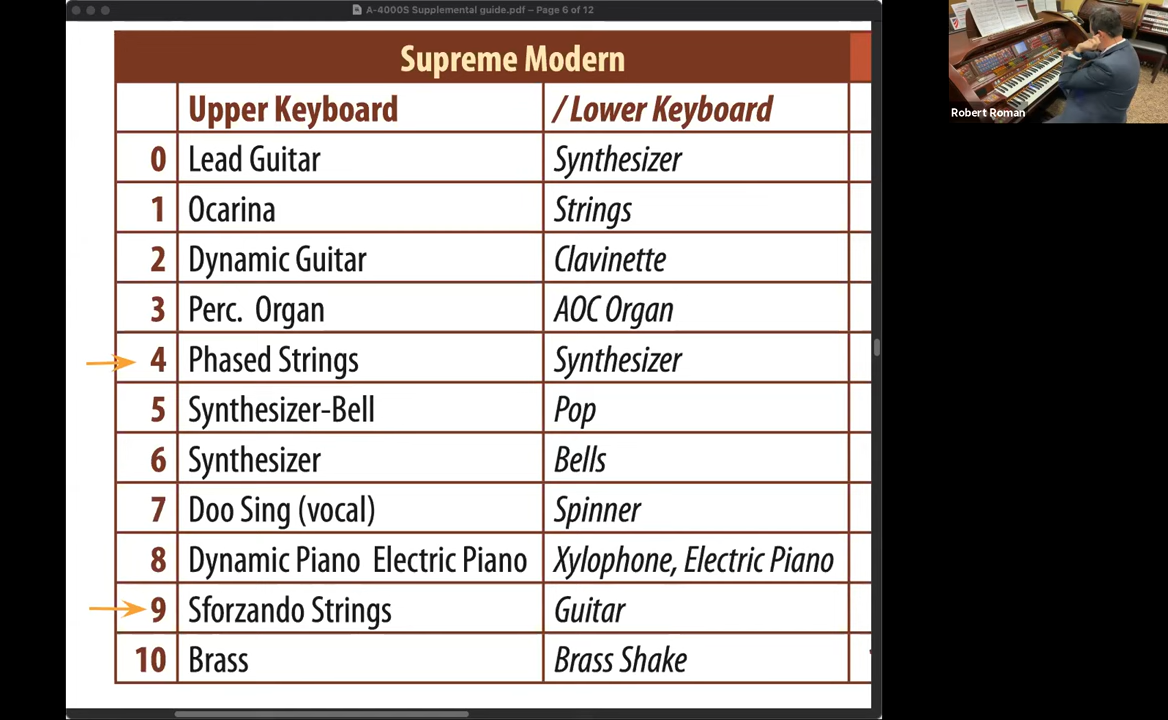 A-4000S Supplemental guide.pdf – Page 6 of 12
Supreme Modern
Upper Keyboard / Lower Keyboard
0 Lead Guitar Synthesizer
1 Ocarina Strings
2 Dynamic Guitar Clavinette
3 Perc. Organ AOC Organ
4 Phased Strings Synthesizer
5 Synthesizer-Bell Pop
6 Synthesizer Bells
7 Doo Sing (vocal) Spinner
8 Dynamic Piano Electric Piano Xylophone, Electric Piano
9 Sforzando Strings Guitar
10 Brass Brass Shake
Robert Roman